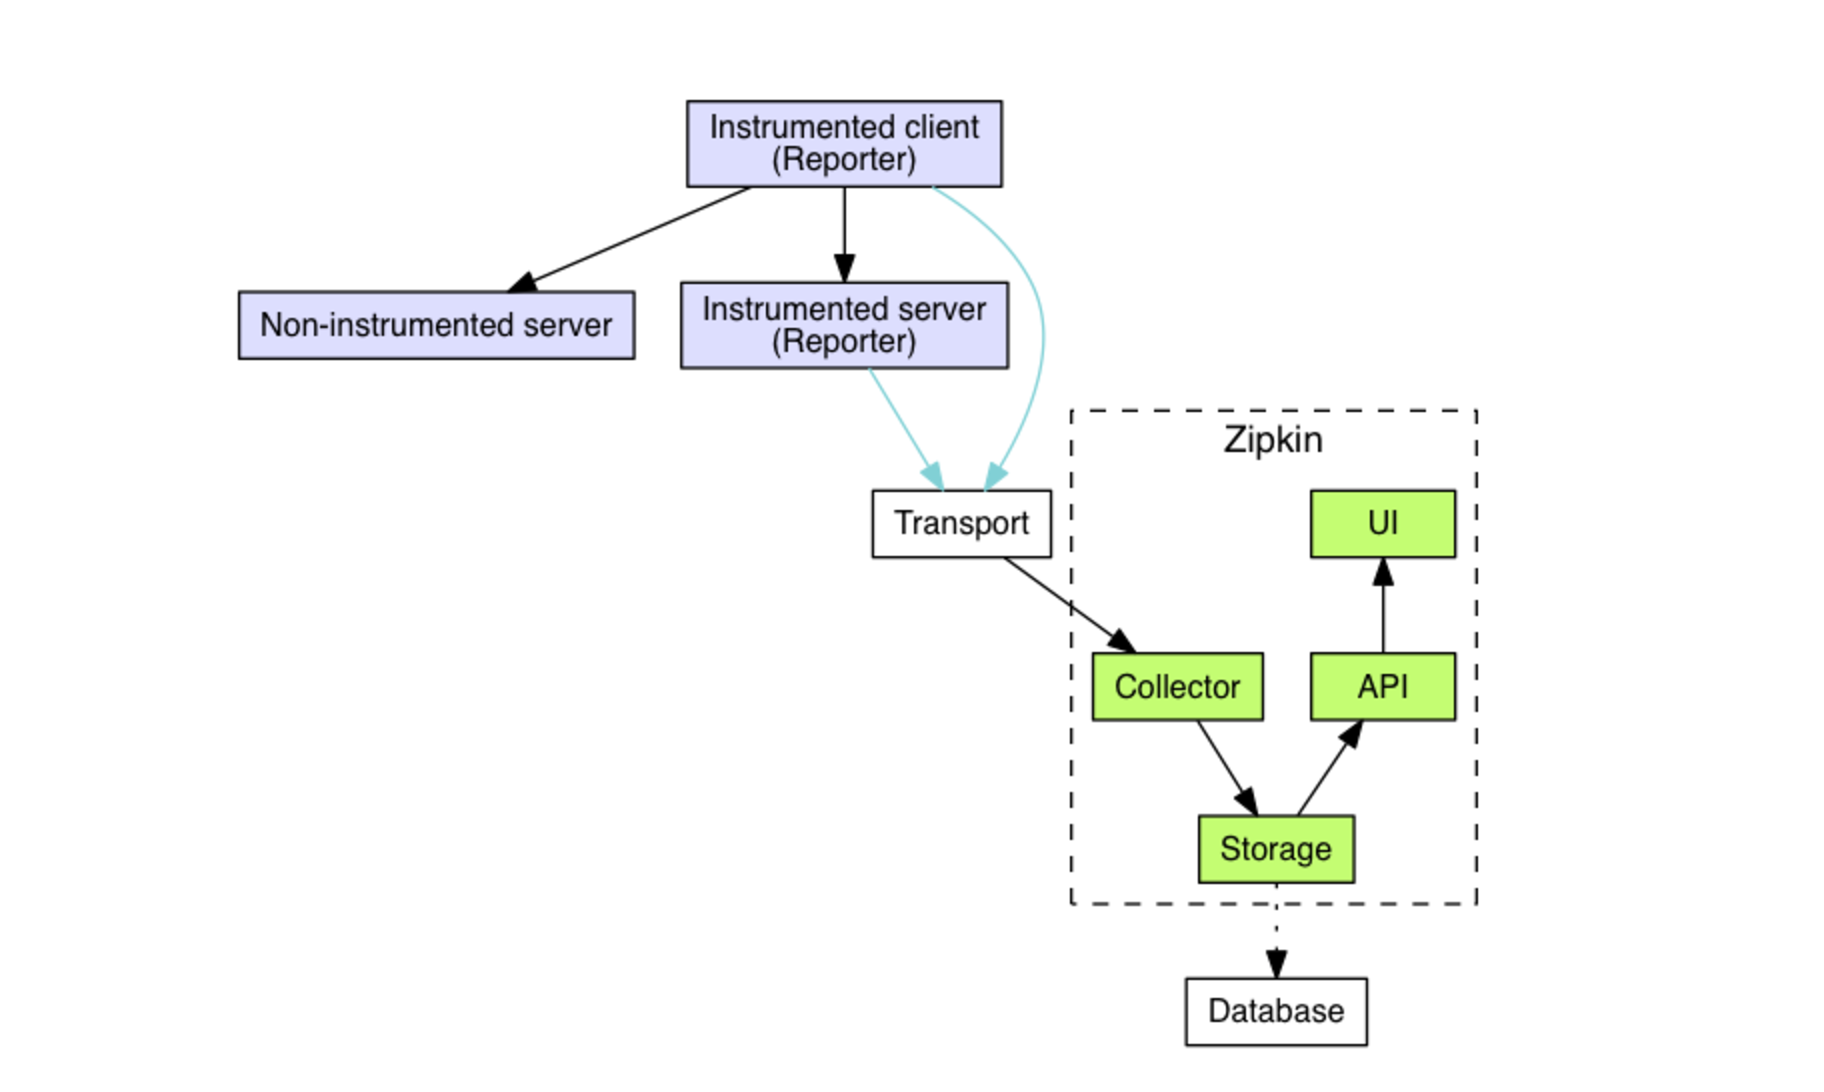 Instrumented client
(Reporter)
Non-instrumented server
Instrumented server
(Reporter)
Zipkin
Transport
UI
Collector
API
Storage
Database